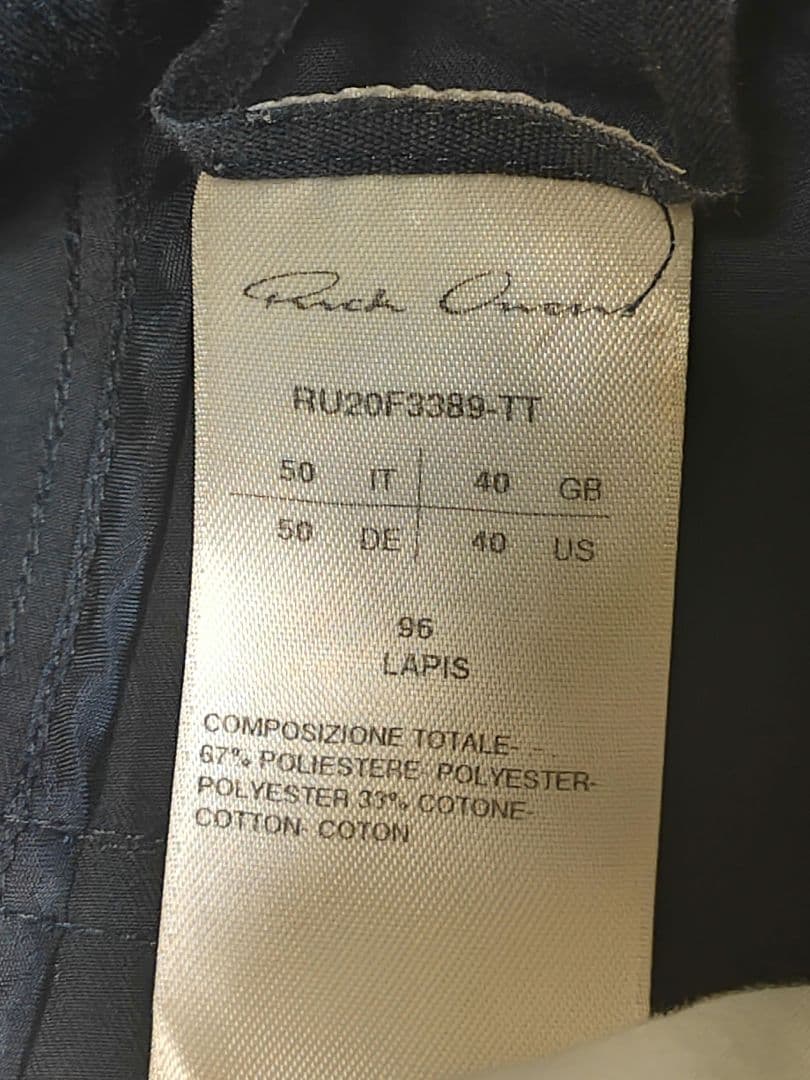 Rick Owens
RU20F3389-TT
50 IT 40 GB
50 DE 40 US
96
LAPIS
COMPOSIZIONE TOTALE- -
67% POLIESTERE- POLYESTER-
POLYESTER 33% COTONE-
COTTON- COTON